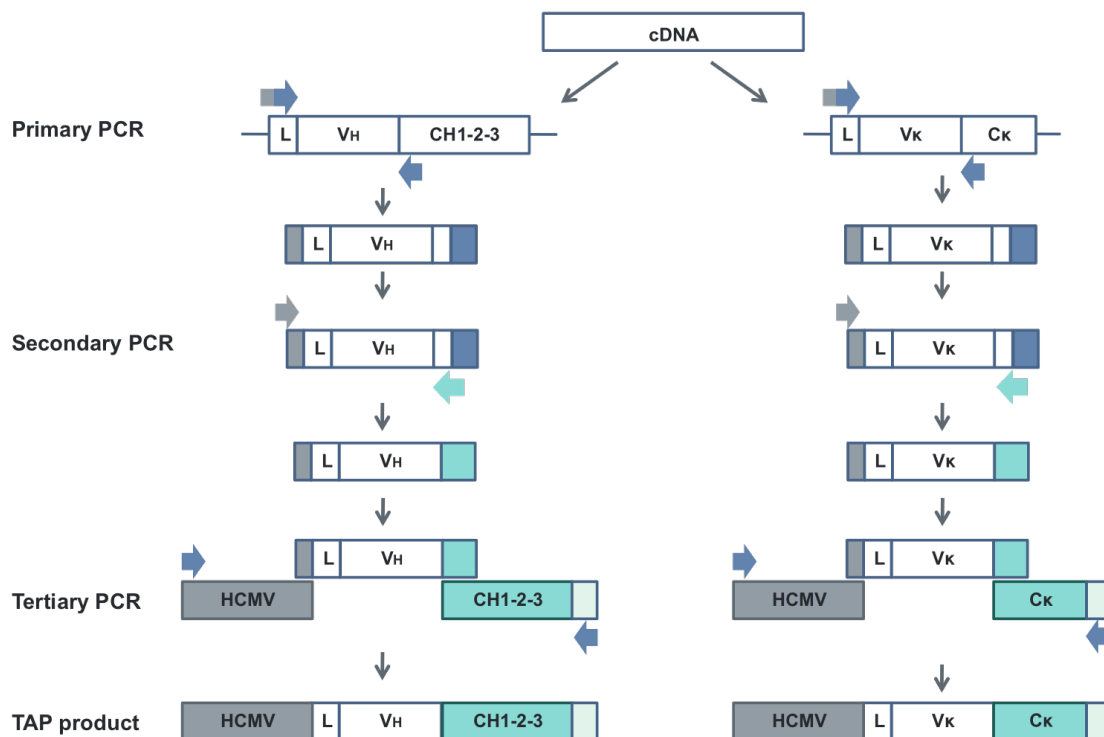 cDNA
Primary PCR
L VH CH1-2-3
L Vκ Cκ
L VH
L Vκ
Secondary PCR
L VH
L Vκ
L VH
L Vκ
L VH
L Vκ
Tertiary PCR
HCMV CH1-2-3
HCMV Cκ
TAP product
HCMV L VH CH1-2-3
HCMV L Vκ Cκ